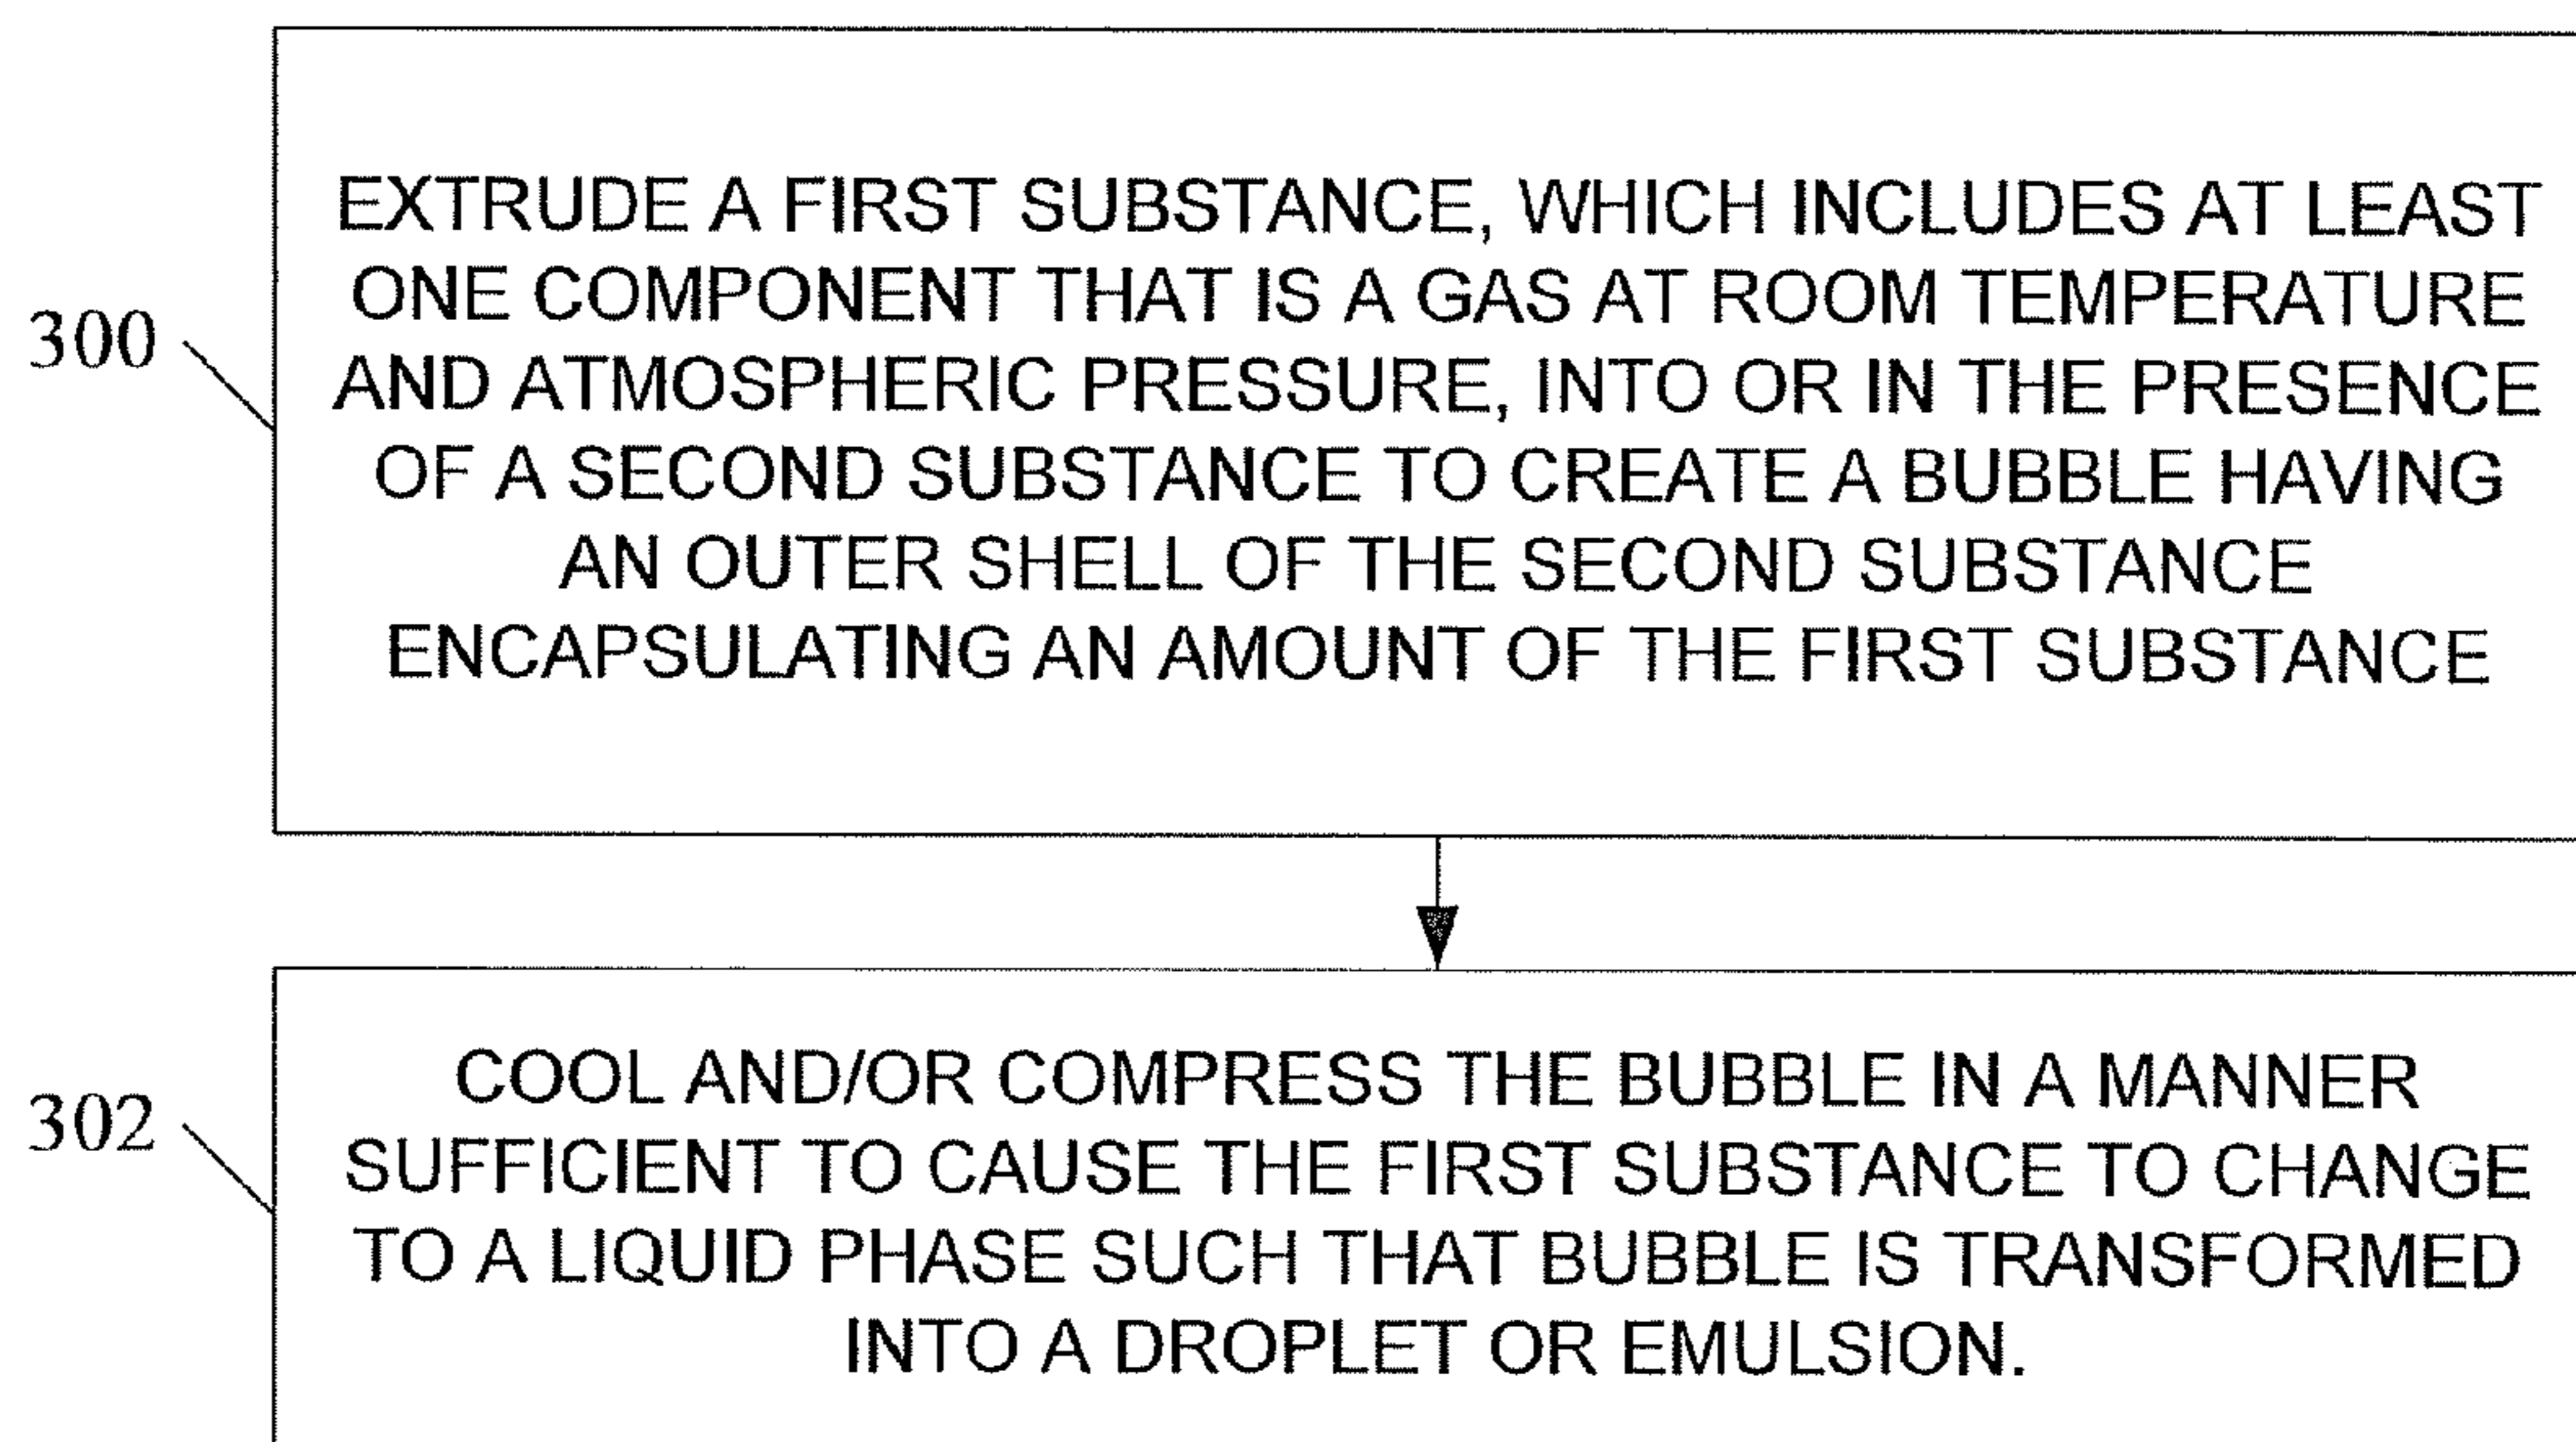 EXTRUDE A FIRST SUBSTANCE, WHICH INCLUDES AT LEAST
ONE COMPONENT THAT IS A GAS AT ROOM TEMPERATURE
300
AND ATMOSPHERIC PRESSURE, INTO OR IN THE PRESENCE
OF A SECOND SUBSTANCE TO CREATE A BUBBLE HAVING
AN OUTER SHELL OF THE SECOND SUBSTANCE
ENCAPSULATING AN AMOUNT OF THE FIRST SUBSTANCE
COOL AND/OR COMPRESS THE BUBBLE IN A MANNER
302
SUFFICIENT TO CAUSE THE FIRST SUBSTANCE TO CHANGE
TO A LIQUID PHASE SUCH THAT BUBBLE IS TRANSFORMED
INTO A DROPLET OR EMULSION.